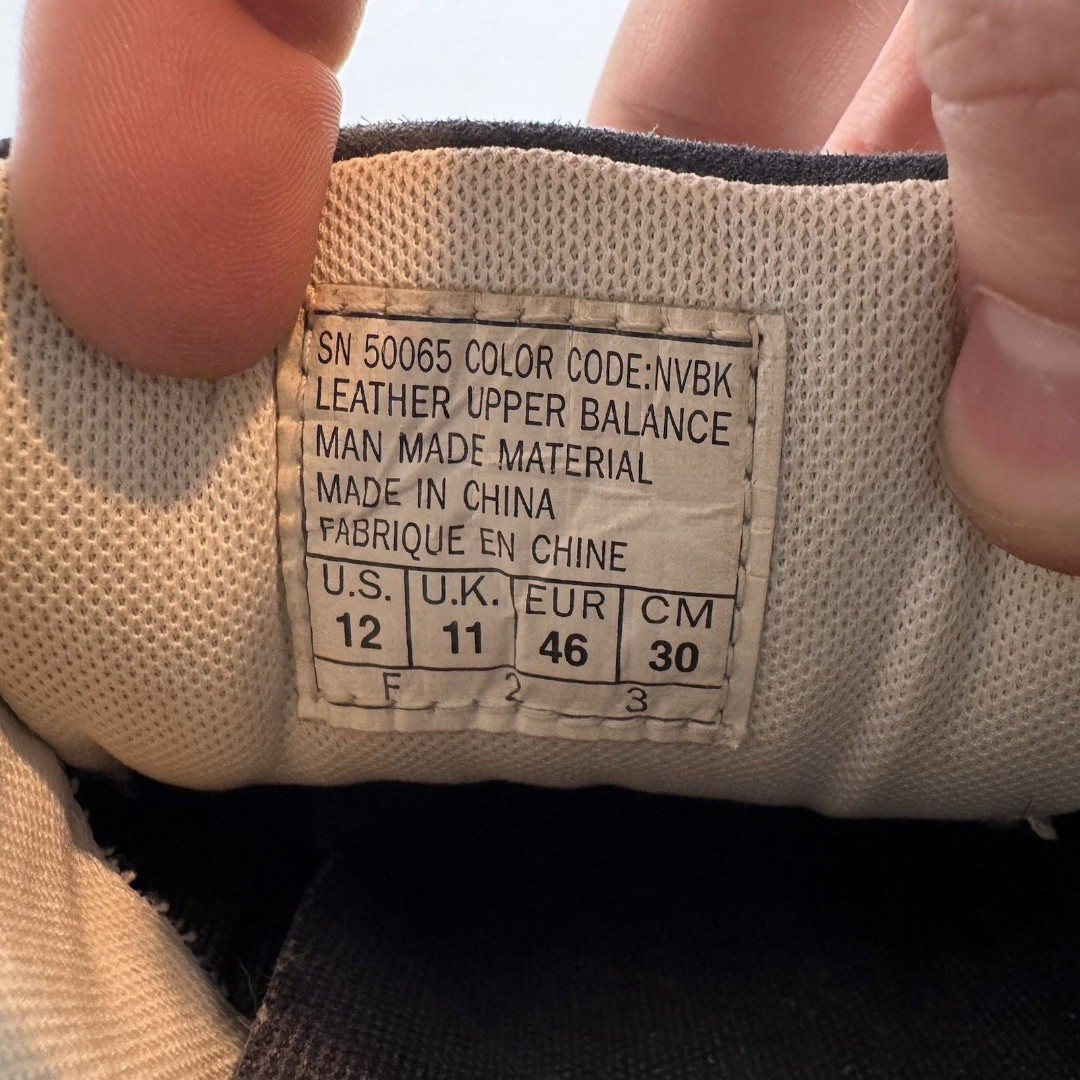 SN 50065 COLOR CODE:NVBK
LEATHER UPPER BALANCE
MAN MADE MATERIAL
MADE IN CHINA
FABRIQUE EN CHINE
U.S. U.K. EUR CM
12 11 46 30
F 2 3